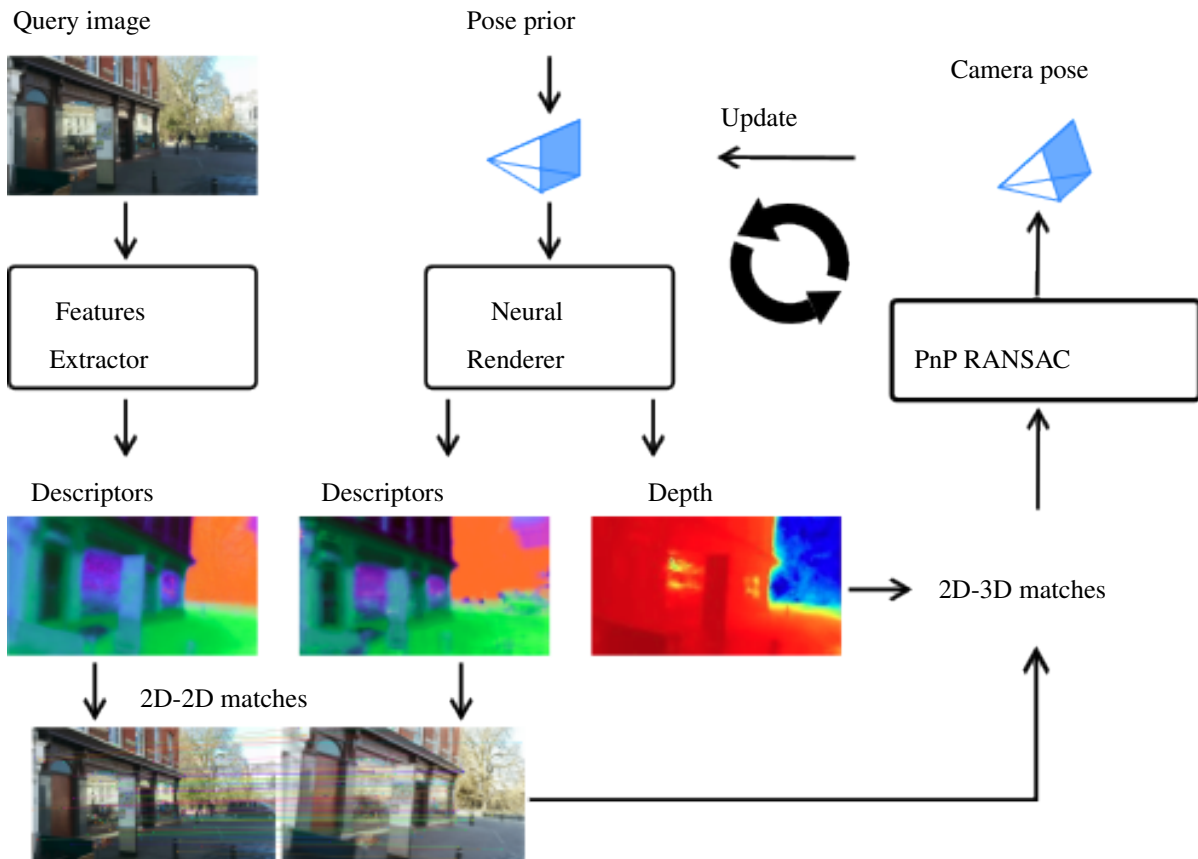 Query image
Pose prior
Camera pose
Update
Features
Extractor
Neural
Renderer
PnP RANSAC
Descriptors
Descriptors
Depth
2D-3D matches
2D-2D matches